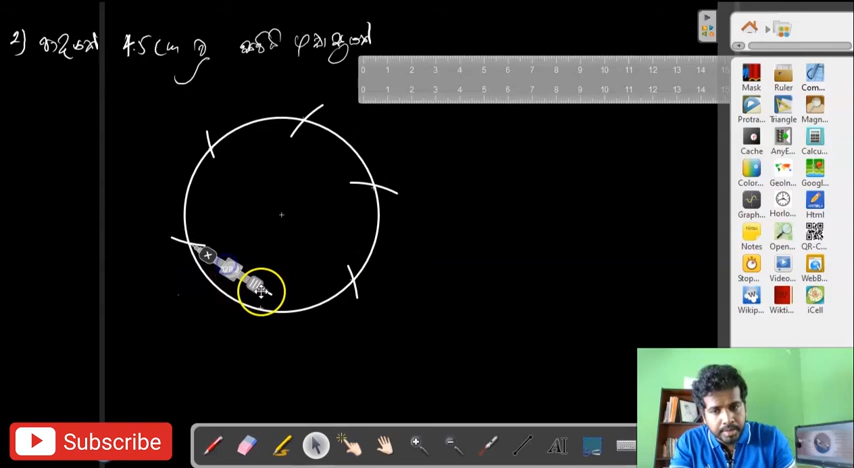 2) 4.5 cm
0 1 2 3 4 5 6 7 8 9 10 11 12 13 14 15
0 1 2 3 4 5 6 7 8 9 10 11 12 13 14
Mask Ruler Com...
Protra... Triangle Magn...
Cache AnyE... Calcu...
Color... GeoIn... Googl...
Graph... Horlo... Html
Notes Open... QR-C...
Stop... Video... WebB...
Wikip... Wikti... iCell
Subscribe
AI